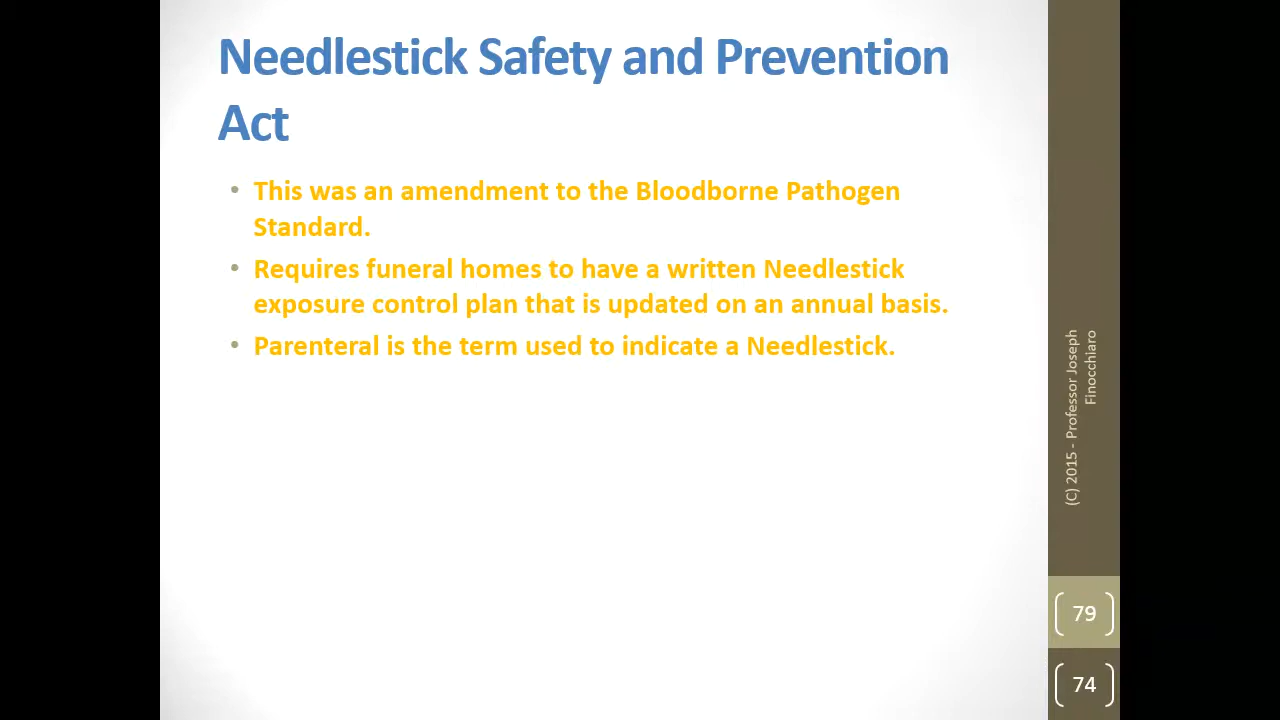 Needlestick Safety and Prevention
Act
• This was an amendment to the Bloodborne Pathogen
Standard.
• Requires funeral homes to have a written Needlestick
exposure control plan that is updated on an annual basis.
• Parenteral is the term used to indicate a Needlestick.
(C) 2015 - Professor Joseph
Finocchiaro
79
74